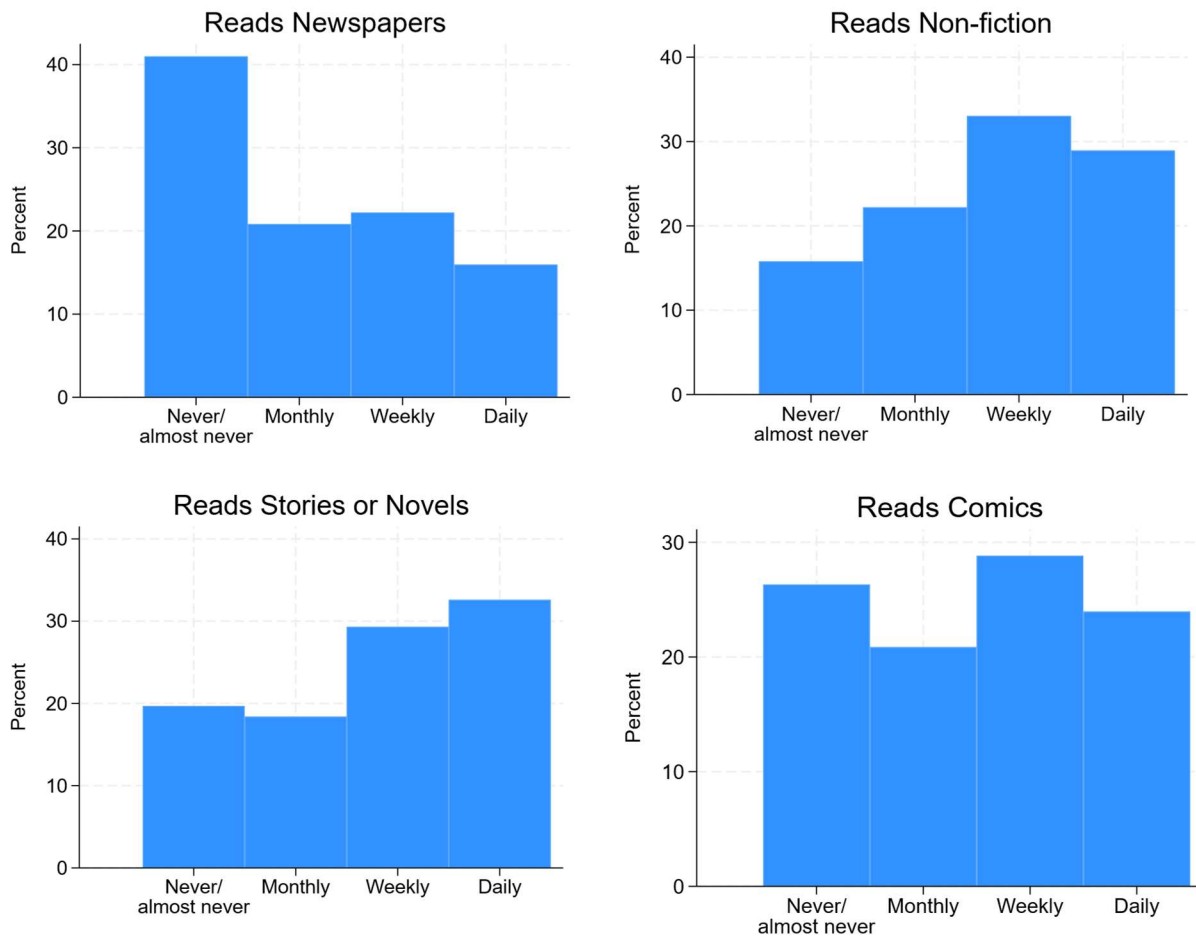 Reads Newspapers
Percent
40
30
20
10
0
Never/
almost never
Monthly
Weekly
Daily
Reads Non-fiction
Percent
40
30
20
10
0
Never/
almost never
Monthly
Weekly
Daily
Reads Stories or Novels
Percent
40
30
20
10
0
Never/
almost never
Monthly
Weekly
Daily
Reads Comics
Percent
30
20
10
0
Never/
almost never
Monthly
Weekly
Daily